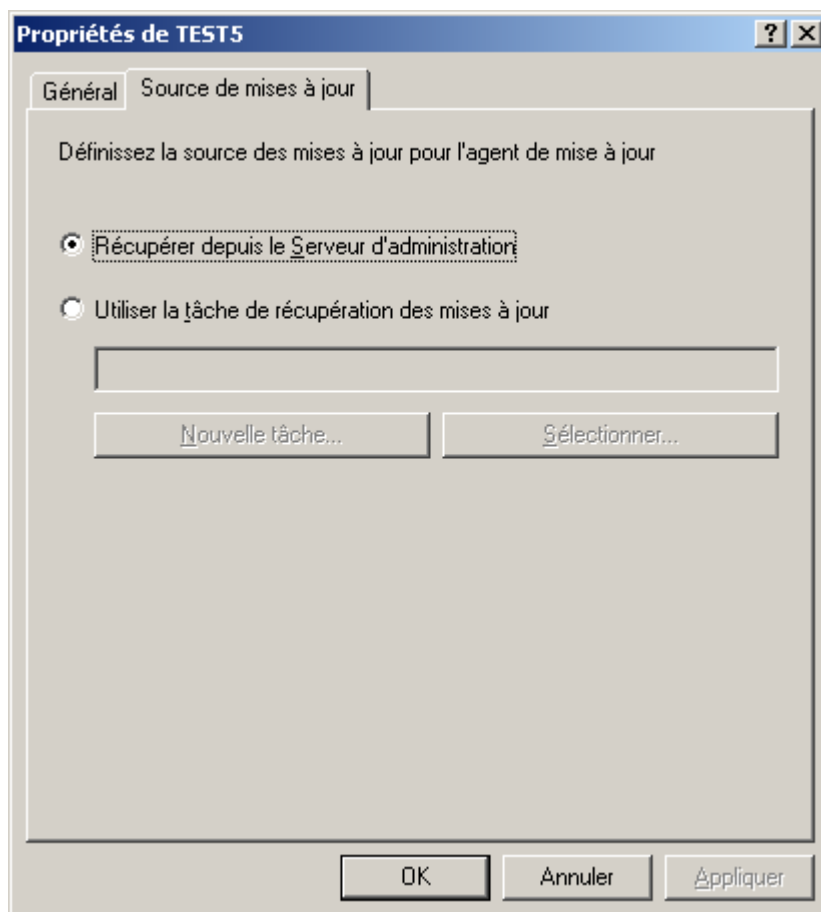 Propriétés de TEST5
Général Source de mises à jour
Définissez la source des mises à jour pour l'agent de mise à jour
Récupérer depuis le Serveur d'administration
Utiliser la tâche de récupération des mises à jour
Nouvelle tâche... Sélectionner...
OK Annuler Appliquer